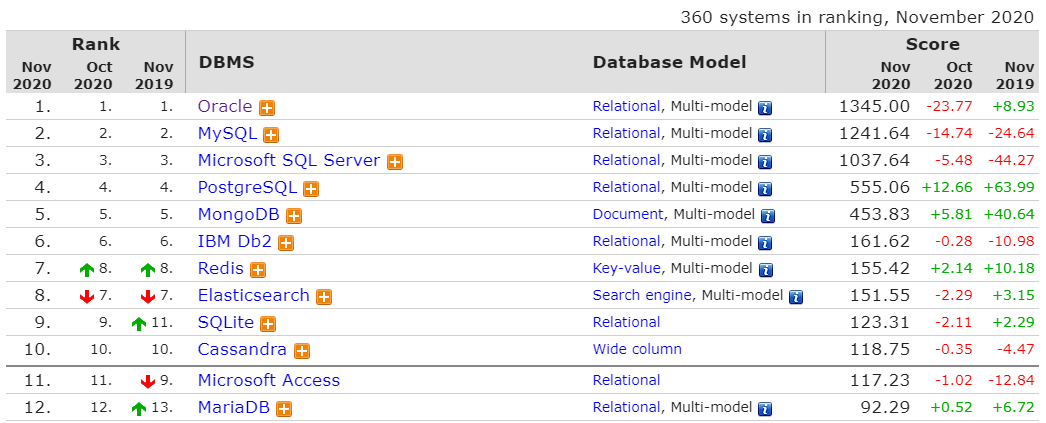 360 systems in ranking, November 2020
Rank DBMS Database Model Score
Nov 2020 Oct 2020 Nov 2019 Nov 2020 Oct 2020 Nov 2019
1. 1. 1. Oracle Relational, Multi-model 1345.00 -23.77 +8.93
2. 2. 2. MySQL Relational, Multi-model 1241.64 -14.74 -24.64
3. 3. 3. Microsoft SQL Server Relational, Multi-model 1037.64 -5.48 -44.27
4. 4. 4. PostgreSQL Relational, Multi-model 555.06 +12.66 +63.99
5. 5. 5. MongoDB Document, Multi-model 453.83 +5.81 +40.64
6. 6. 6. IBM Db2 Relational, Multi-model 161.62 -0.28 -10.98
7. 8. 8. Redis Key-value, Multi-model 155.42 +2.14 +10.18
8. 7. 7. Elasticsearch Search engine, Multi-model 151.55 -2.29 +3.15
9. 9. 11. SQLite Relational 123.31 -2.11 +2.29
10. 10. 10. Cassandra Wide column 118.75 -0.35 -4.47
11. 11. 9. Microsoft Access Relational 117.23 -1.02 -12.84
12. 12. 13. MariaDB Relational, Multi-model 92.29 +0.52 +6.72